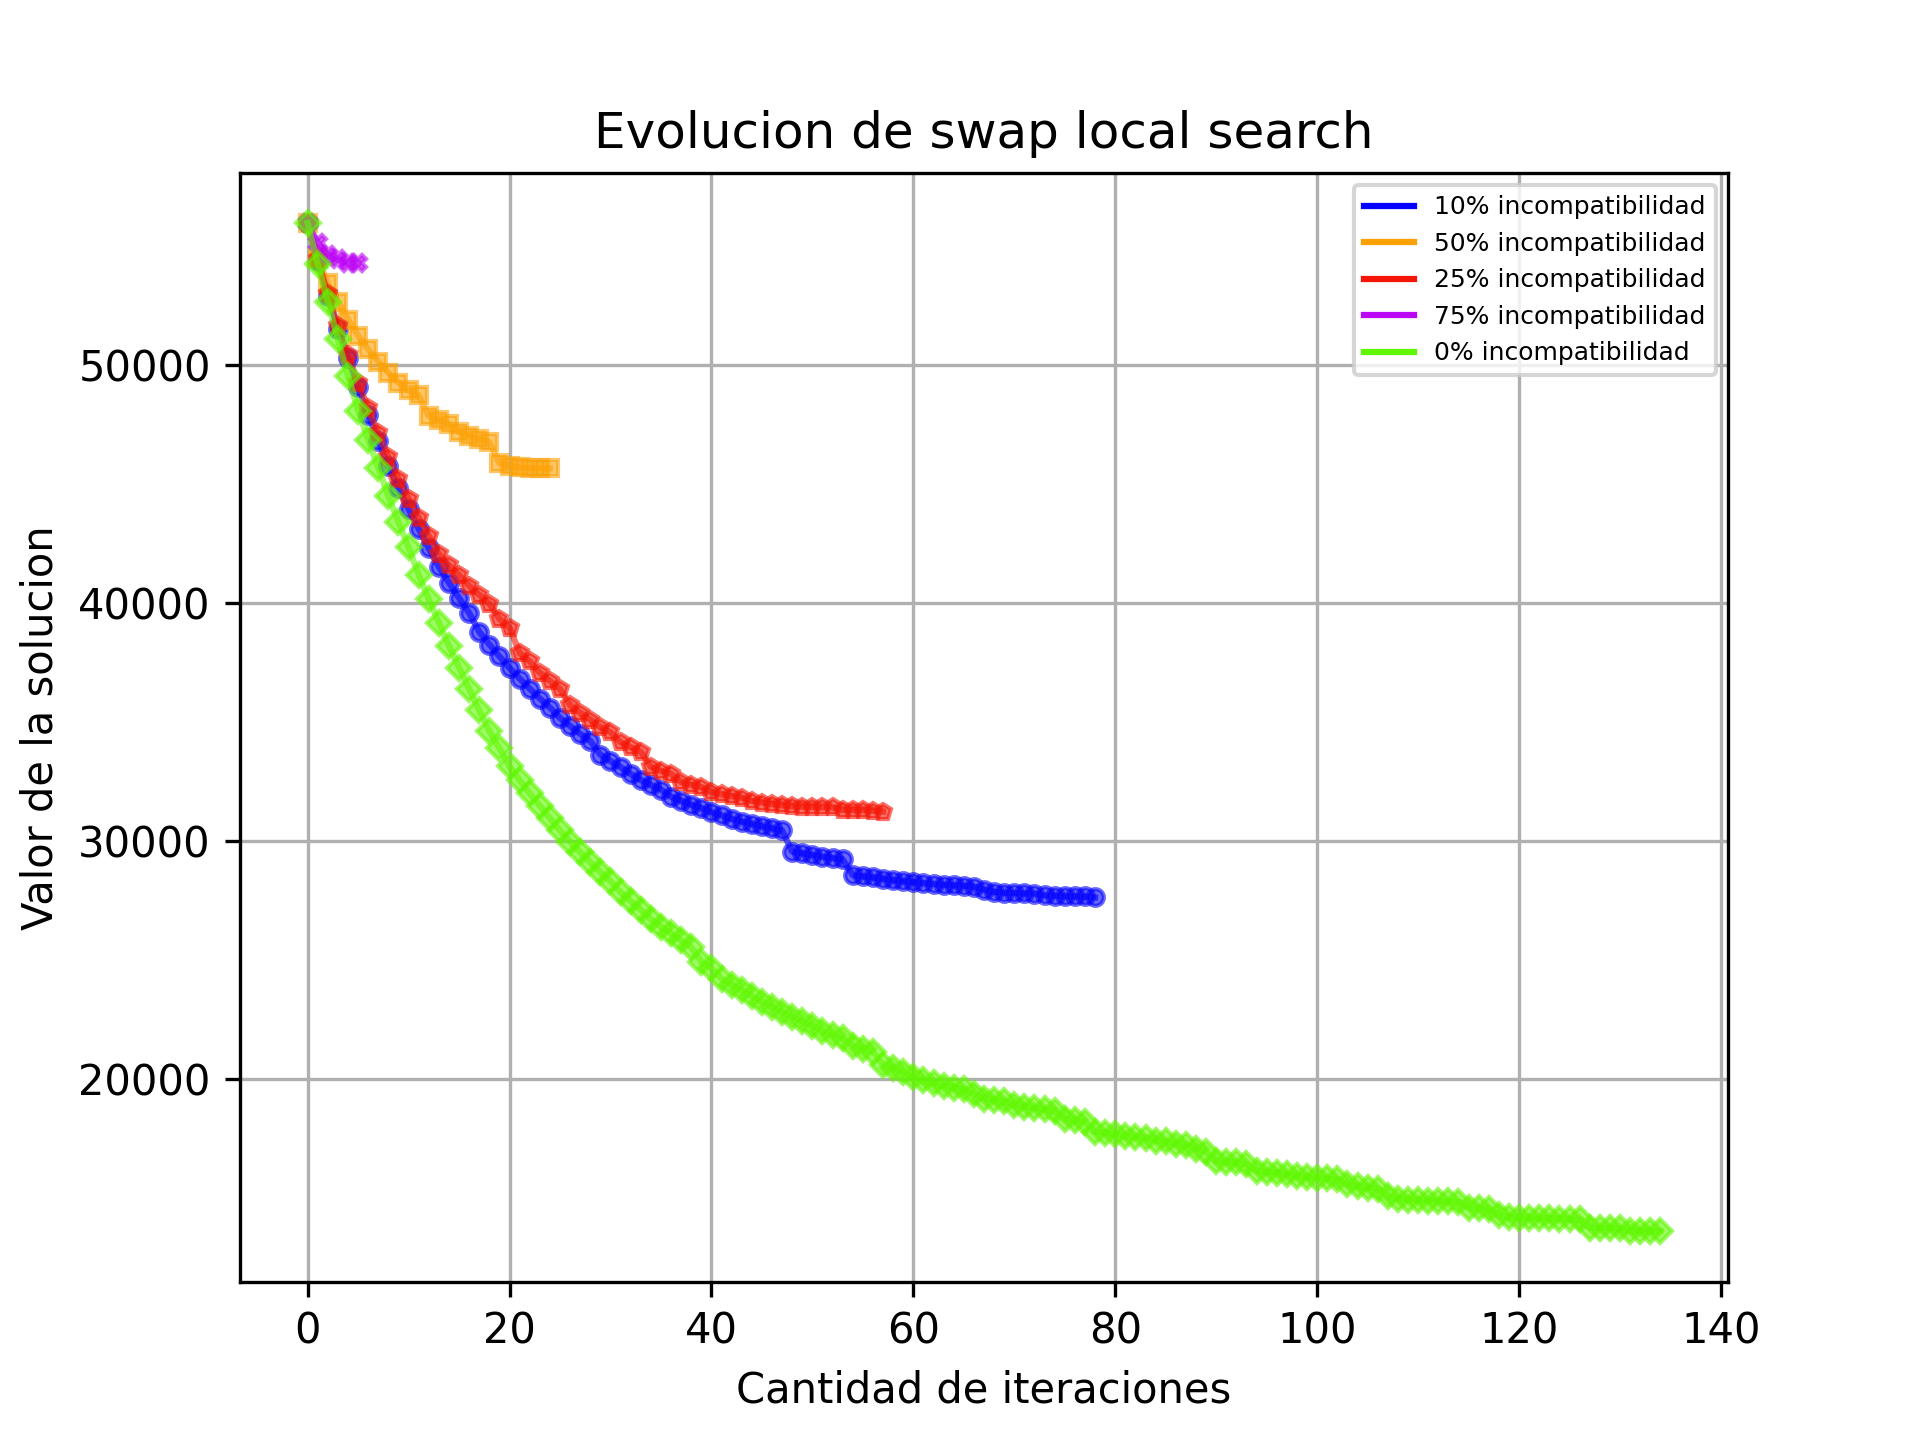 Evolucion de swap local search
10% incompatibilidad
50% incompatibilidad
25% incompatibilidad
75% incompatibilidad
0% incompatibilidad
Valor de la solucion
50000
40000
30000
20000
0 20 40 60 80 100 120 140
Cantidad de iteraciones